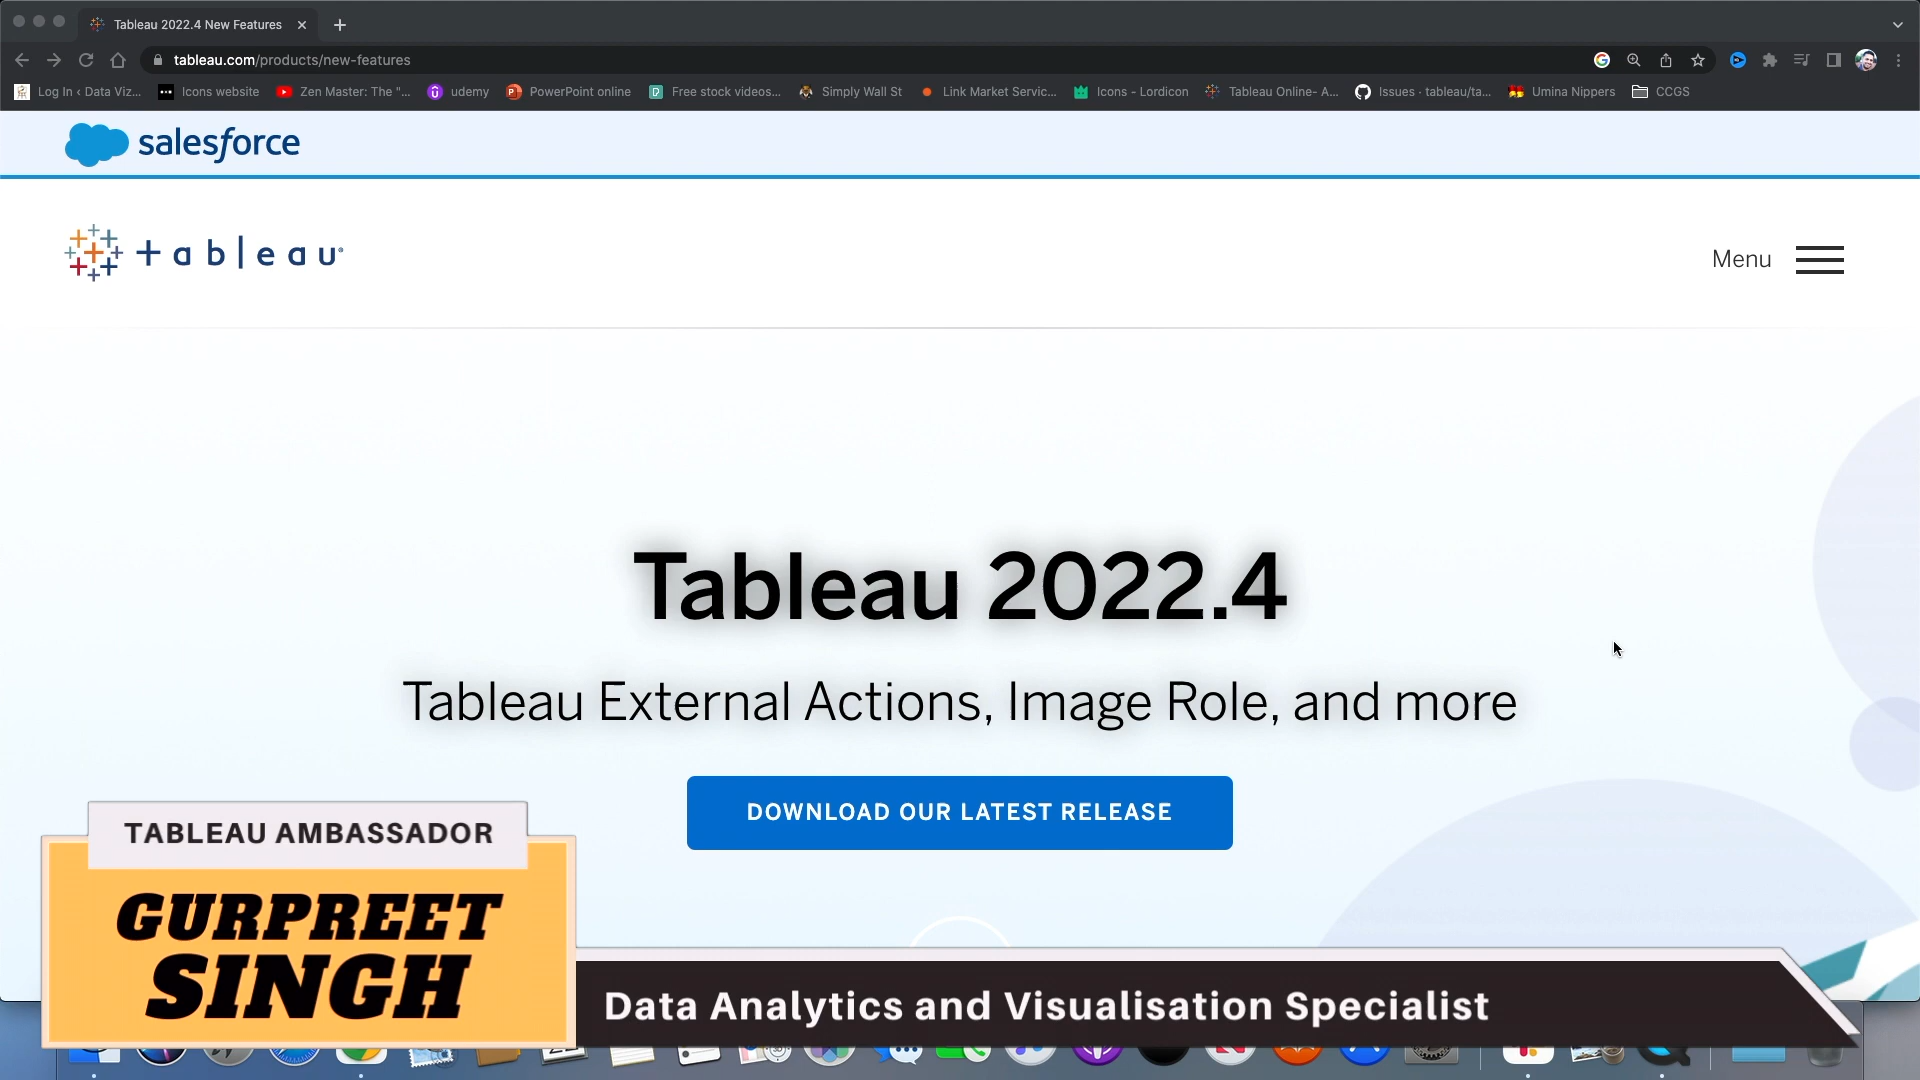 Tableau 2022.4 New Features
tableau.com/products/new-features
Log In ‹ Data Viz...
Icons website
Zen Master: The "...
udemy
PowerPoint online
Free stock videos...
Simply Wall St
Link Market Servic...
Icons - Lordicon
Tableau Online- A...
Issues · tableau/ta...
Umina Nippers
CCGS
salesforce
+ableau®
Menu
Tableau 2022.4
Tableau External Actions, Image Role, and more
DOWNLOAD OUR LATEST RELEASE
TABLEAU AMBASSADOR
GURPREET
SINGH
Data Analytics and Visualisation Specialist